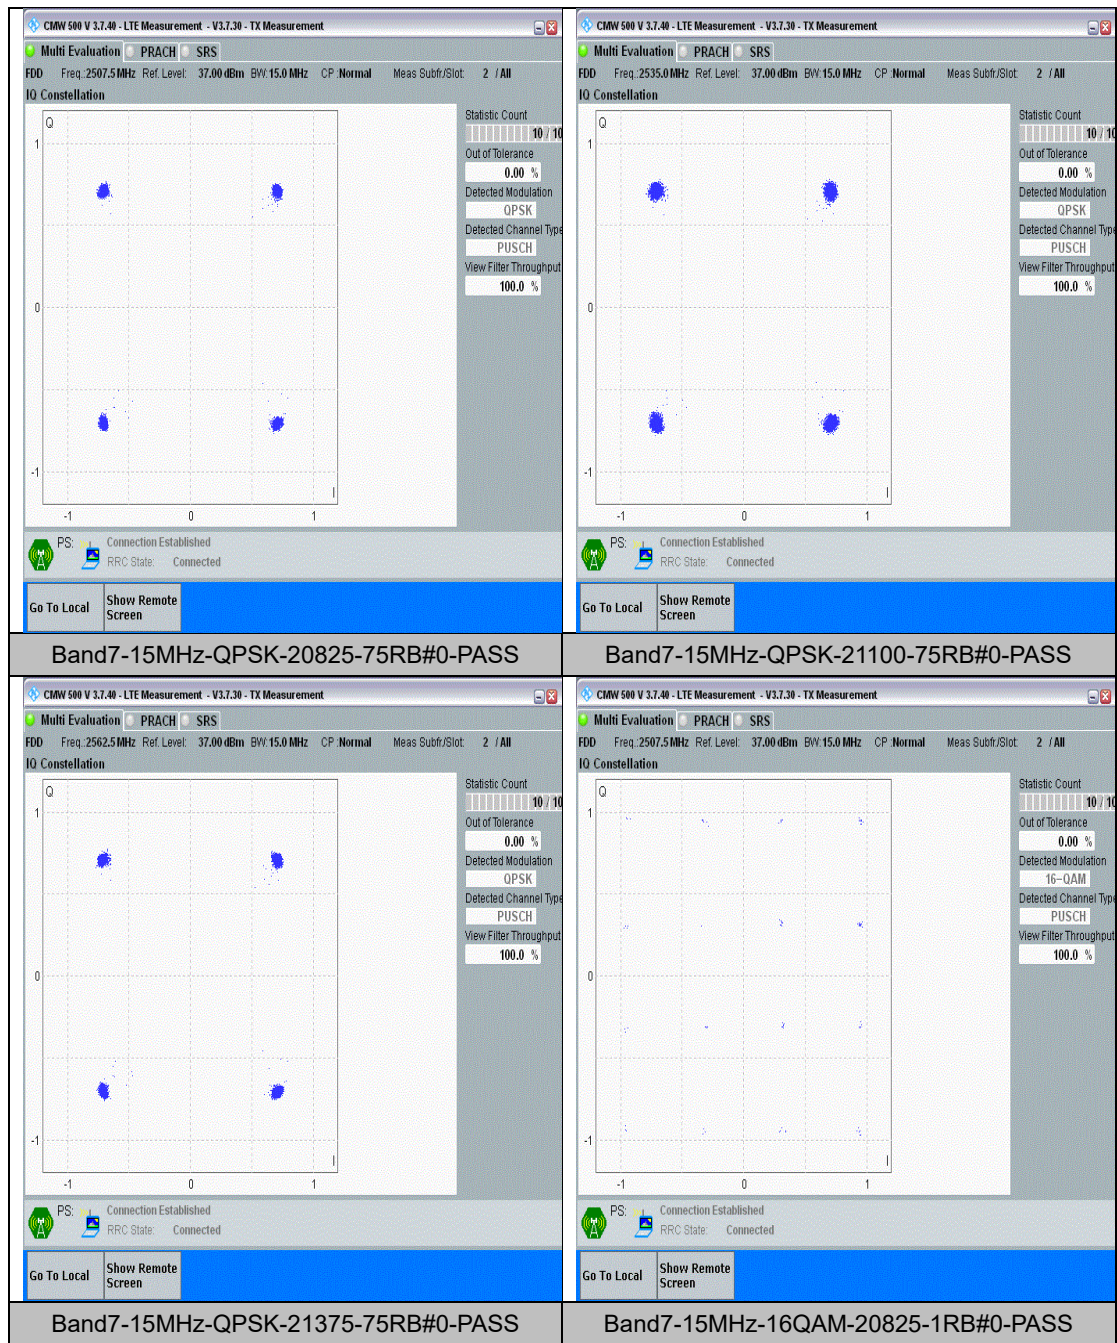 CMW 500 V 3.7.40 - LTE Measurement - V3.7.30 - TX Measurement
Multi Evaluation PRACH SRS
FDD Freq.:2507.5 MHz Ref. Level: 37.00 dBm BW:15.0 MHz CP :Normal Meas Subfr./Slot: 2 / All
IQ Constellation
Q
1
0
-1
I
-1 0 1
Statistic Count
10 / 10
Out of Tolerance
0.00 %
Detected Modulation
QPSK
Detected Channel Type
PUSCH
View Filter Throughput
100.0 %
PS: Connection Established
RRC State: Connected
Go To Local Show Remote
Screen
Band7-15MHz-QPSK-20825-75RB#0-PASS
CMW 500 V 3.7.40 - LTE Measurement - V3.7.30 - TX Measurement
Multi Evaluation PRACH SRS
FDD Freq.:2535.0 MHz Ref. Level: 37.00 dBm BW:15.0 MHz CP :Normal Meas Subfr./Slot: 2 / All
IQ Constellation
Q
1
0
-1
I
-1 0 1
Statistic Count
10 / 10
Out of Tolerance
0.00 %
Detected Modulation
QPSK
Detected Channel Type
PUSCH
View Filter Throughput
100.0 %
PS: Connection Established
RRC State: Connected
Go To Local Show Remote
Screen
Band7-15MHz-QPSK-21100-75RB#0-PASS
CMW 500 V 3.7.40 - LTE Measurement - V3.7.30 - TX Measurement
Multi Evaluation PRACH SRS
FDD Freq.:2562.5 MHz Ref. Level: 37.00 dBm BW:15.0 MHz CP :Normal Meas Subfr./Slot: 2 / All
IQ Constellation
Q
1
0
-1
I
-1 0 1
Statistic Count
10 / 10
Out of Tolerance
0.00 %
Detected Modulation
QPSK
Detected Channel Type
PUSCH
View Filter Throughput
100.0 %
PS: Connection Established
RRC State: Connected
Go To Local Show Remote
Screen
Band7-15MHz-QPSK-21375-75RB#0-PASS
CMW 500 V 3.7.40 - LTE Measurement - V3.7.30 - TX Measurement
Multi Evaluation PRACH SRS
FDD Freq.:2507.5 MHz Ref. Level: 37.00 dBm BW:15.0 MHz CP :Normal Meas Subfr./Slot: 2 / All
IQ Constellation
Q
1
0
-1
I
-1 0 1
Statistic Count
10 / 10
Out of Tolerance
0.00 %
Detected Modulation
16-QAM
Detected Channel Type
PUSCH
View Filter Throughput
100.0 %
PS: Connection Established
RRC State: Connected
Go To Local Show Remote
Screen
Band7-15MHz-16QAM-20825-1RB#0-PASS